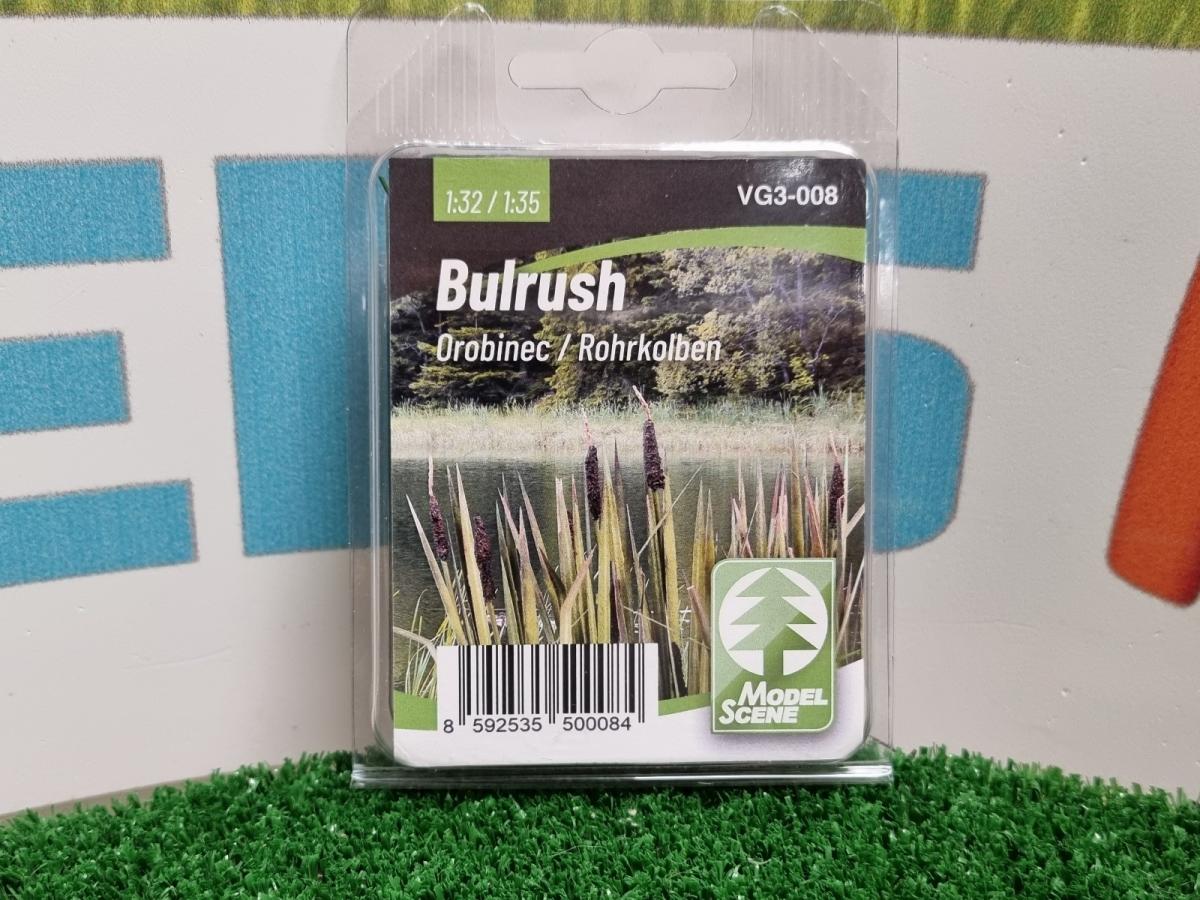 1:32 / 1:35
VG3-008
Bulrush
Orobinec / Rohrkolben
MODEL
SCENE
8 592535 500084